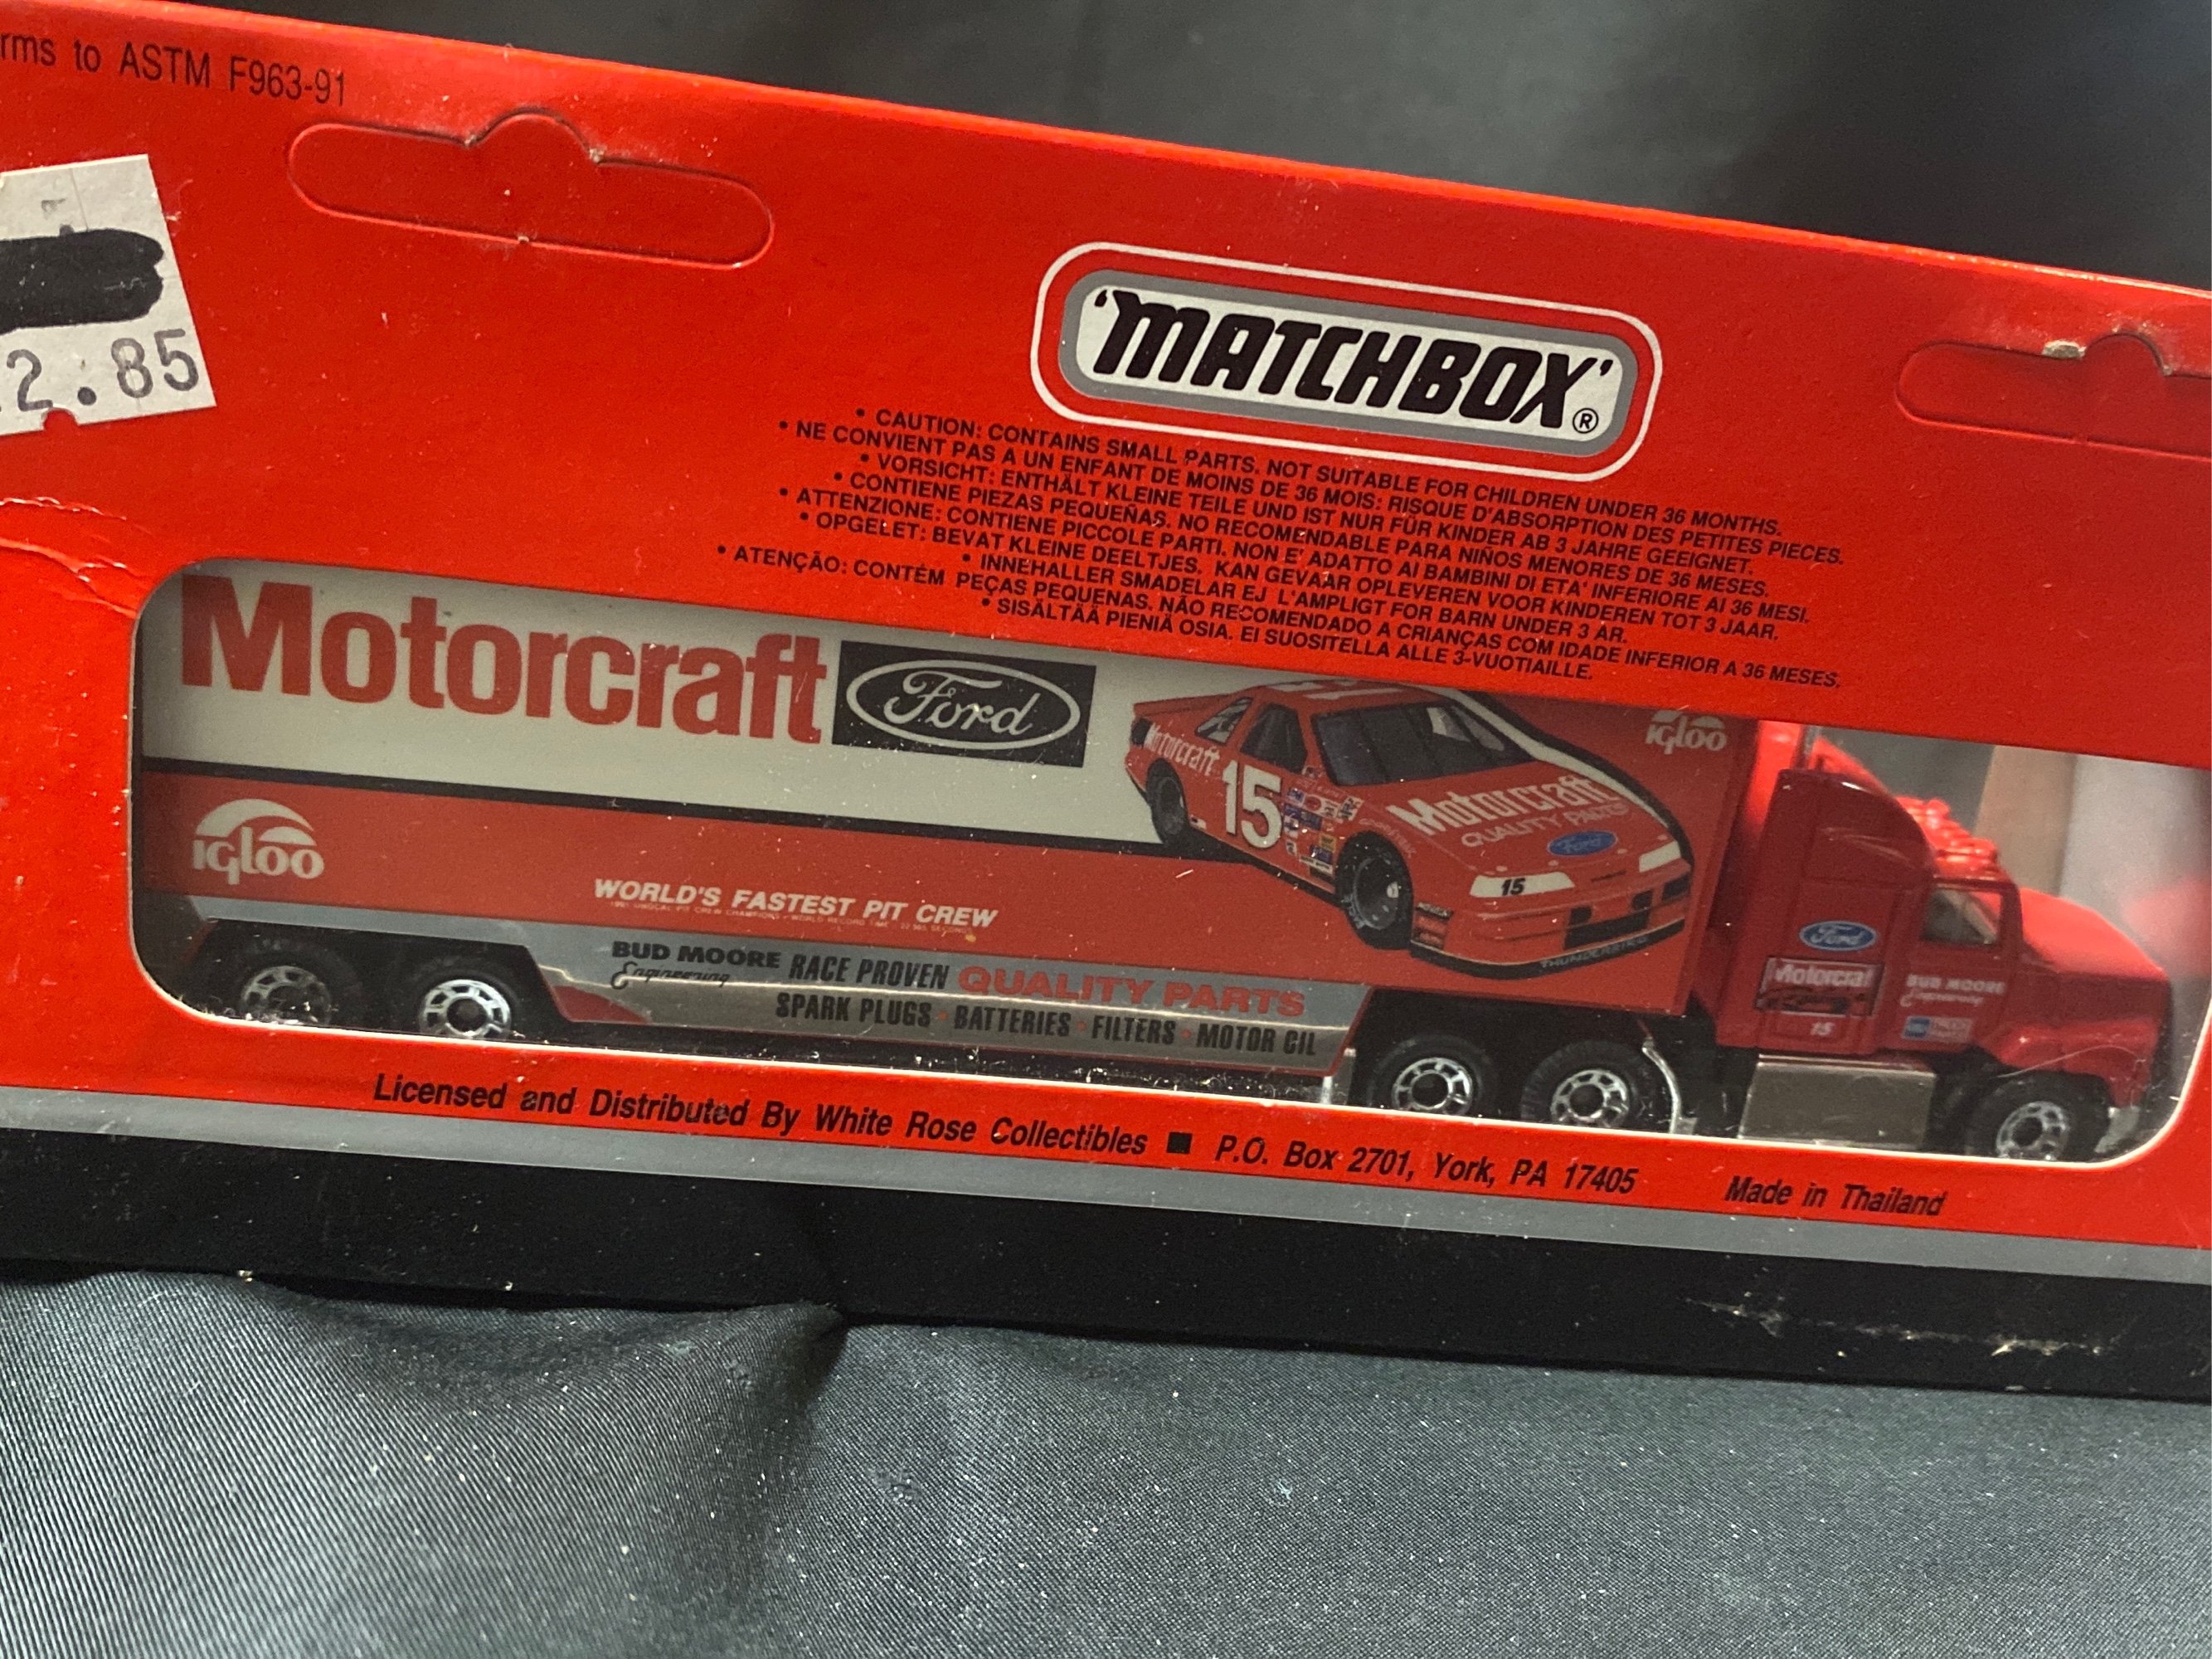 rms to ASTM F963-91
2.85
'MATCHBOX'®
• CAUTION: CONTAINS SMALL PARTS. NOT SUITABLE FOR CHILDREN UNDER 36 MONTHS.
• NE CONVIENT PAS A UN ENFANT DE MOINS DE 36 MOIS: RISQUE D'ABSORPTION DES PETITES PIECES.
• VORSICHT: ENTHÄLT KLEINE TEILE UND IST NUR FÜR KINDER AB 3 JAHRE GEEIGNET.
• CONTIENE PIEZAS PEQUEÑAS. NO RECOMENDABLE PARA NIÑOS MENORES DE 36 MESES.
• ATTENZIONE: CONTIENE PICCOLE PARTI. NON E' ADATTO AI BAMBINI DI ETA' INFERIORE AI 36 MESI.
• OPGELET: BEVAT KLEINE DEELTJES. KAN GEVAAR OPLEVEREN VOOR KINDEREN TOT 3 JAAR.
• INNEHALLER SMADELAR EJ L'AMPLIGT FOR BARN UNDER 3 AR.
• ATENÇÃO: CONTÉM PEÇAS PEQUENAS. NÃO RECOMENDADO A CRIANÇAS COM IDADE INFERIOR A 36 MESES.
• SISÄLTÄÄ PIENIÄ OSIA. EI SUOSITELLA ALLE 3-VUOTIAILLE.
Motorcraft Ford
igloo
Motorcraft
15
Motorcraft
QUALITY PARTS
Ford
15
THUNDERBIRD
igloo
WORLD'S FASTEST PIT CREW
BUD MOORE
Engineering
RACE PROVEN QUALITY PARTS
SPARK PLUGS • BATTERIES • FILTERS • MOTOR OIL
Ford
Motorcraft
15
BUD MOORE
Engineering
Licensed and Distributed By White Rose Collectibles ■ P.O. Box 2701, York, PA 17405 Made in Thailand